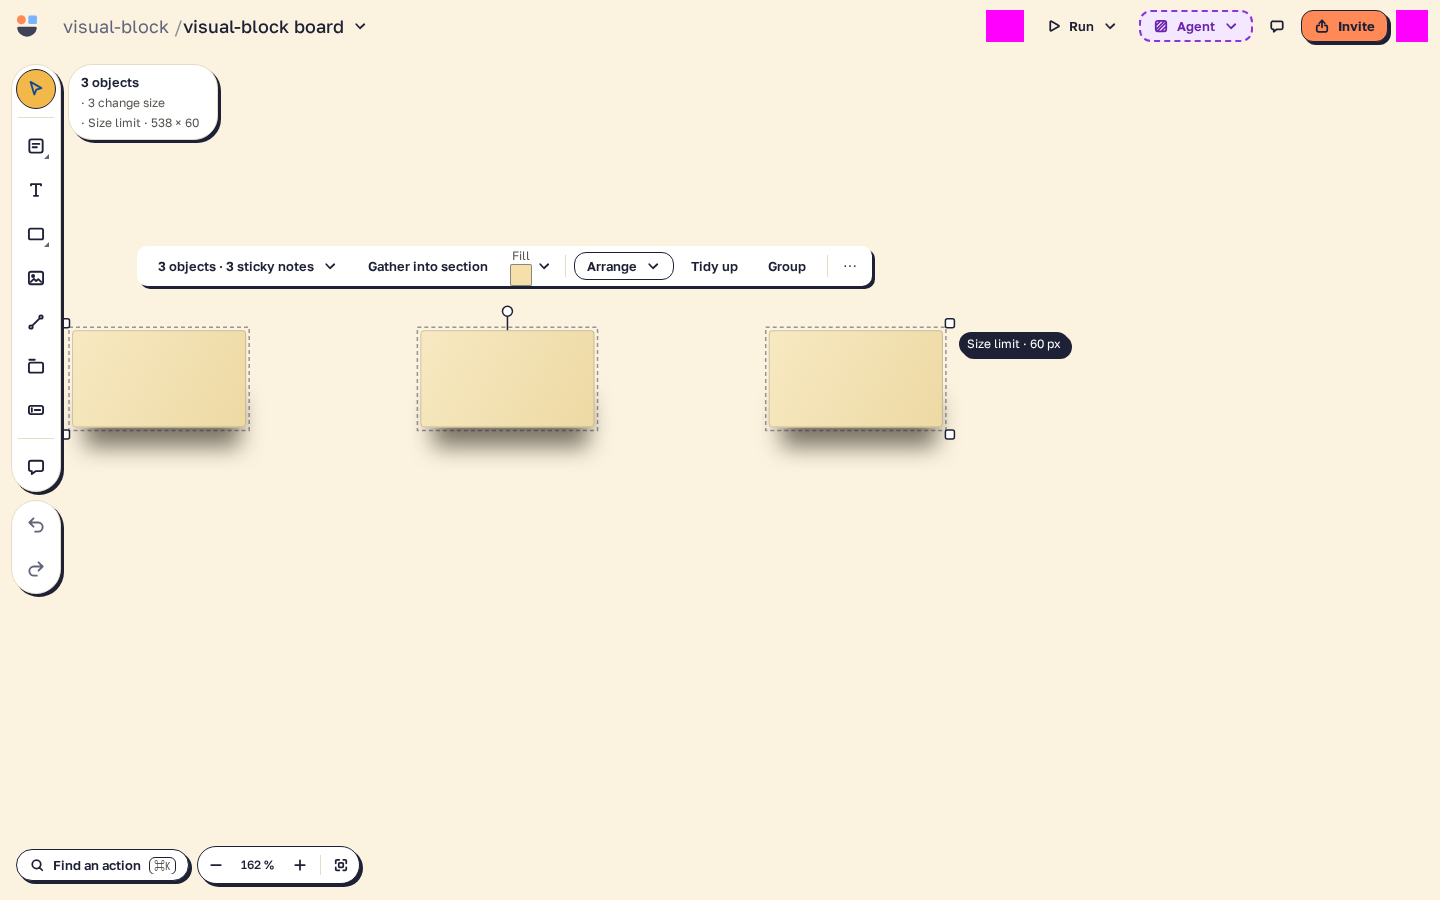 visual-block / visual-block board
Run
Agent
Invite
3 objects
· 3 change size
· Size limit · 538 × 60
3 objects · 3 sticky notes
Gather into section
Fill
Arrange
Tidy up
Group
···
Size limit · 60 px
Find an action
⌘K
162 %